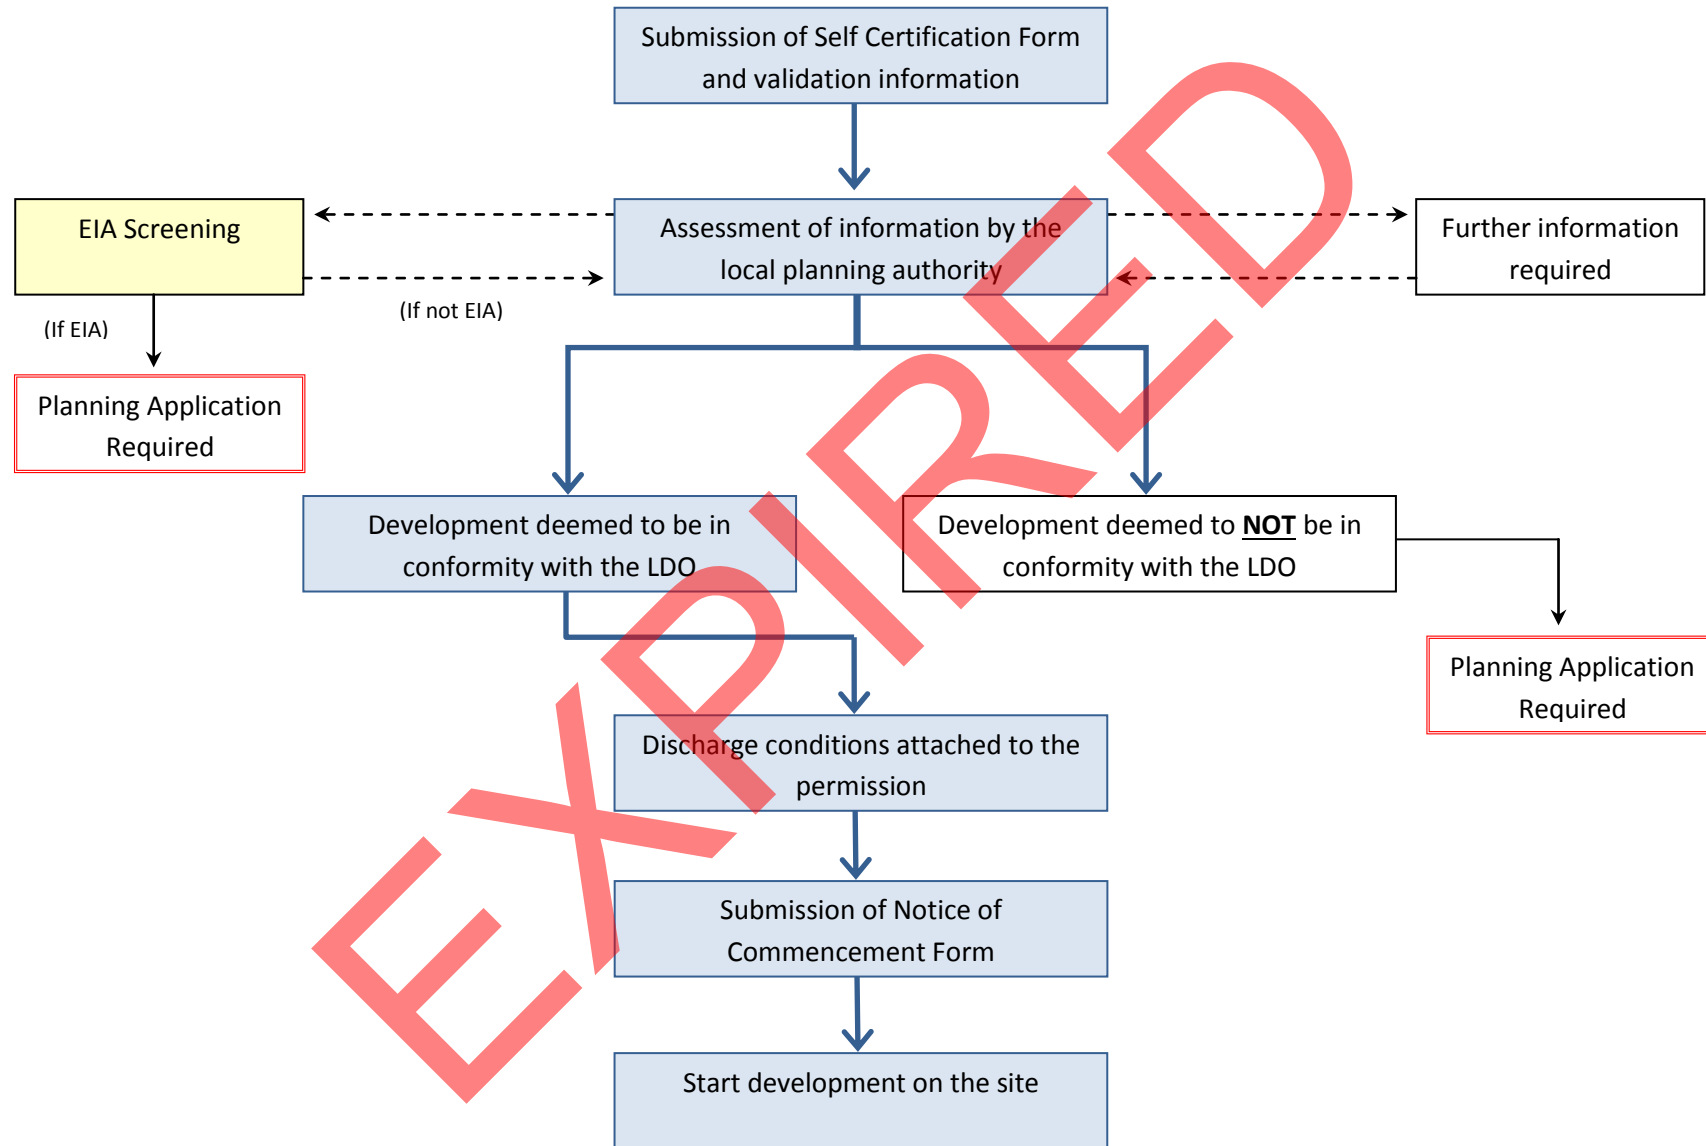 Submission of Self Certification Form
and validation information
EIA Screening
Assessment of information by the
local planning authority
Further information
required
(If not EIA)
(If EIA)
Planning Application
Required
Development deemed to be in
conformity with the LDO
Development deemed to NOT be in
conformity with the LDO
Planning Application
Required
Discharge conditions attached to the
permission
Submission of Notice of
Commencement Form
Start development on the site
EXPIRED